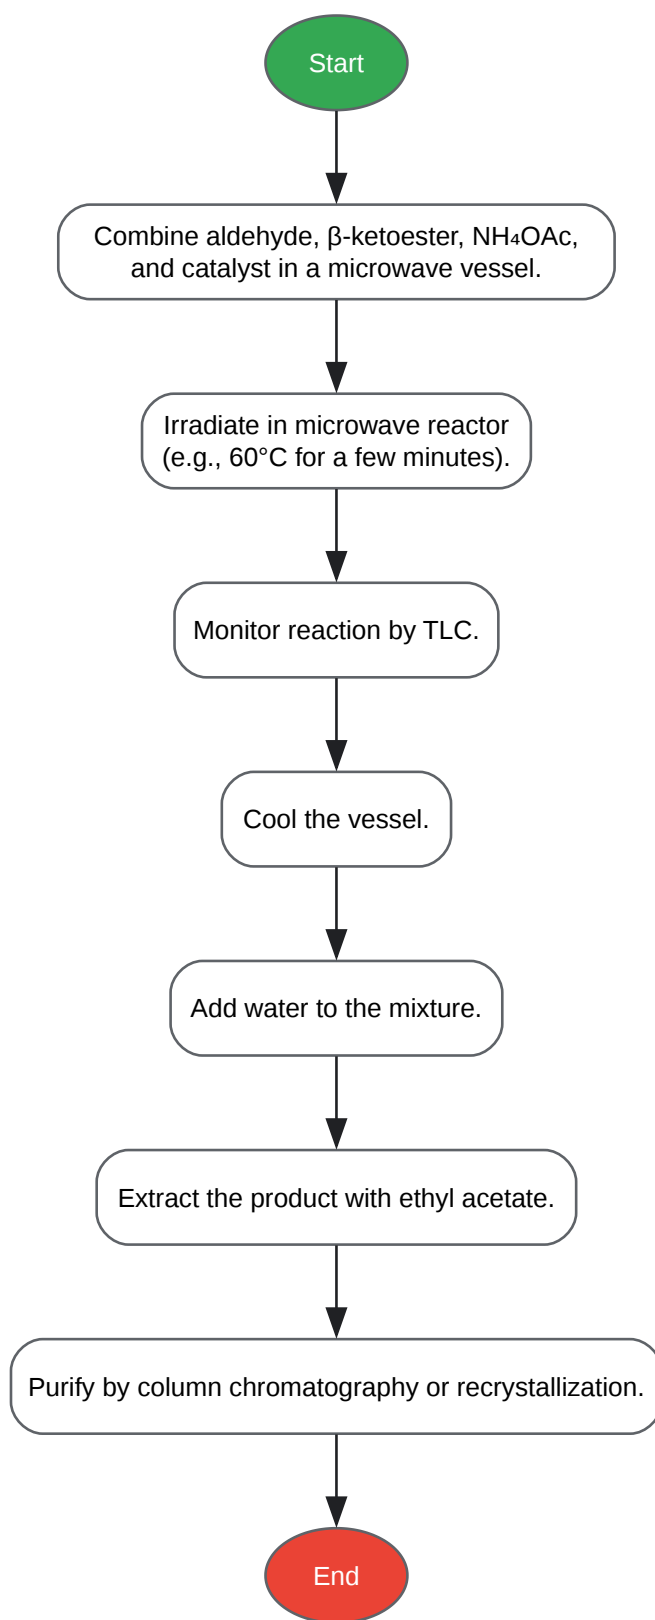 Start
Combine aldehyde, β-ketoester, NH₄OAc,
and catalyst in a microwave vessel.
Irradiate in microwave reactor
(e.g., 60°C for a few minutes).
Monitor reaction by TLC.
Cool the vessel.
Add water to the mixture.
Extract the product with ethyl acetate.
Purify by column chromatography or recrystallization.
End